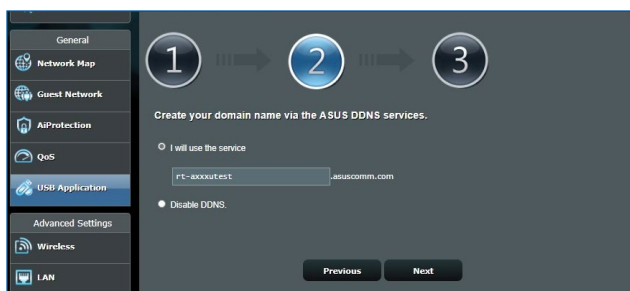 General
Network Map
Guest Network
AiProtection
QoS
USB Application
Advanced Settings
Wireless
LAN
1
2
3
Create your domain name via the ASUS DDNS services.
I will use the service
rt-axxxutest .asuscomm.com
Disable DDNS.
Previous Next